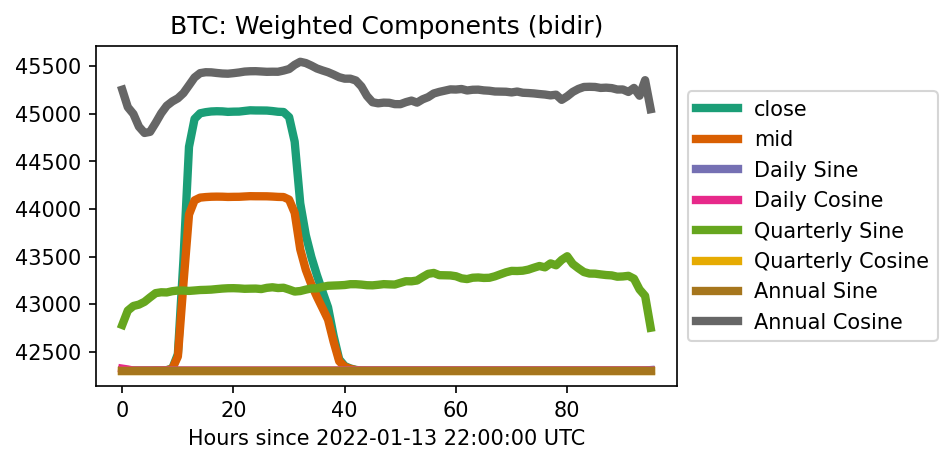 BTC: Weighted Components (bidir)
45500
45000
44500
44000
43500
43000
42500
0
20
40
60
80
Hours since 2022-01-13 22:00:00 UTC
close
mid
Daily Sine
Daily Cosine
Quarterly Sine
Quarterly Cosine
Annual Sine
Annual Cosine